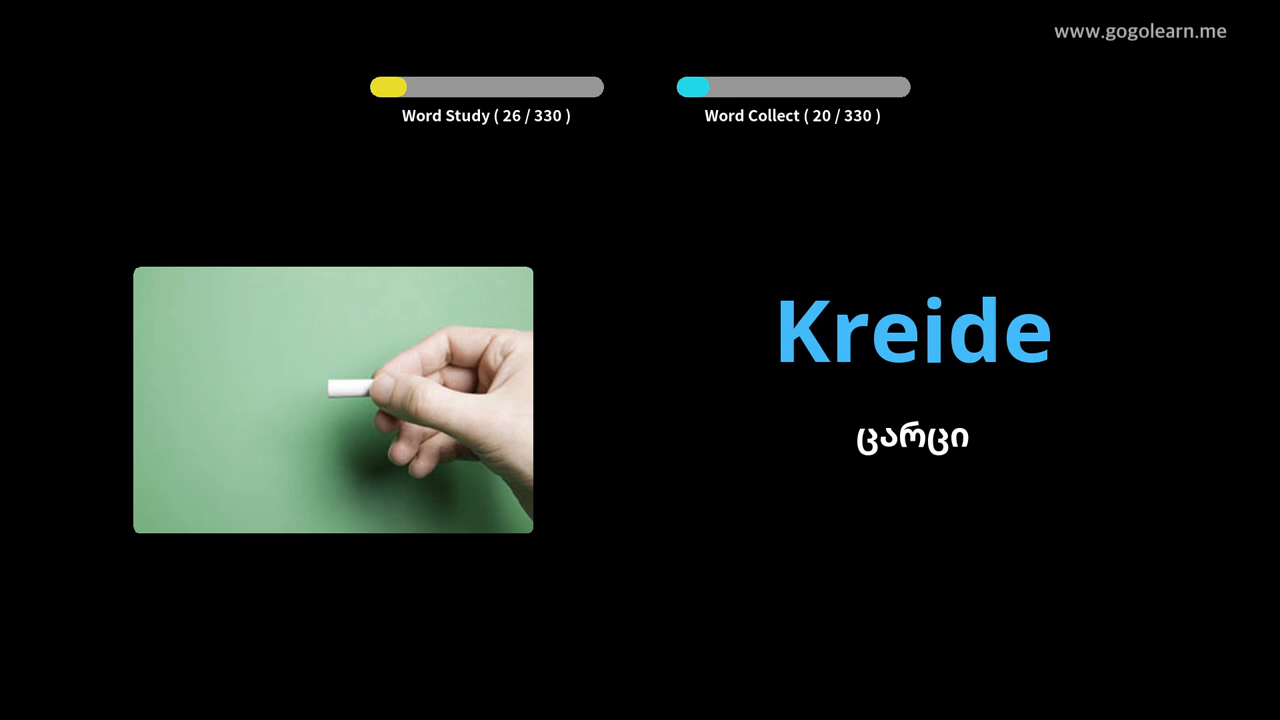 www.gogolearn.me
Word Study ( 26 / 330 )
Word Collect ( 20 / 330 )
Kreide
ცარცი